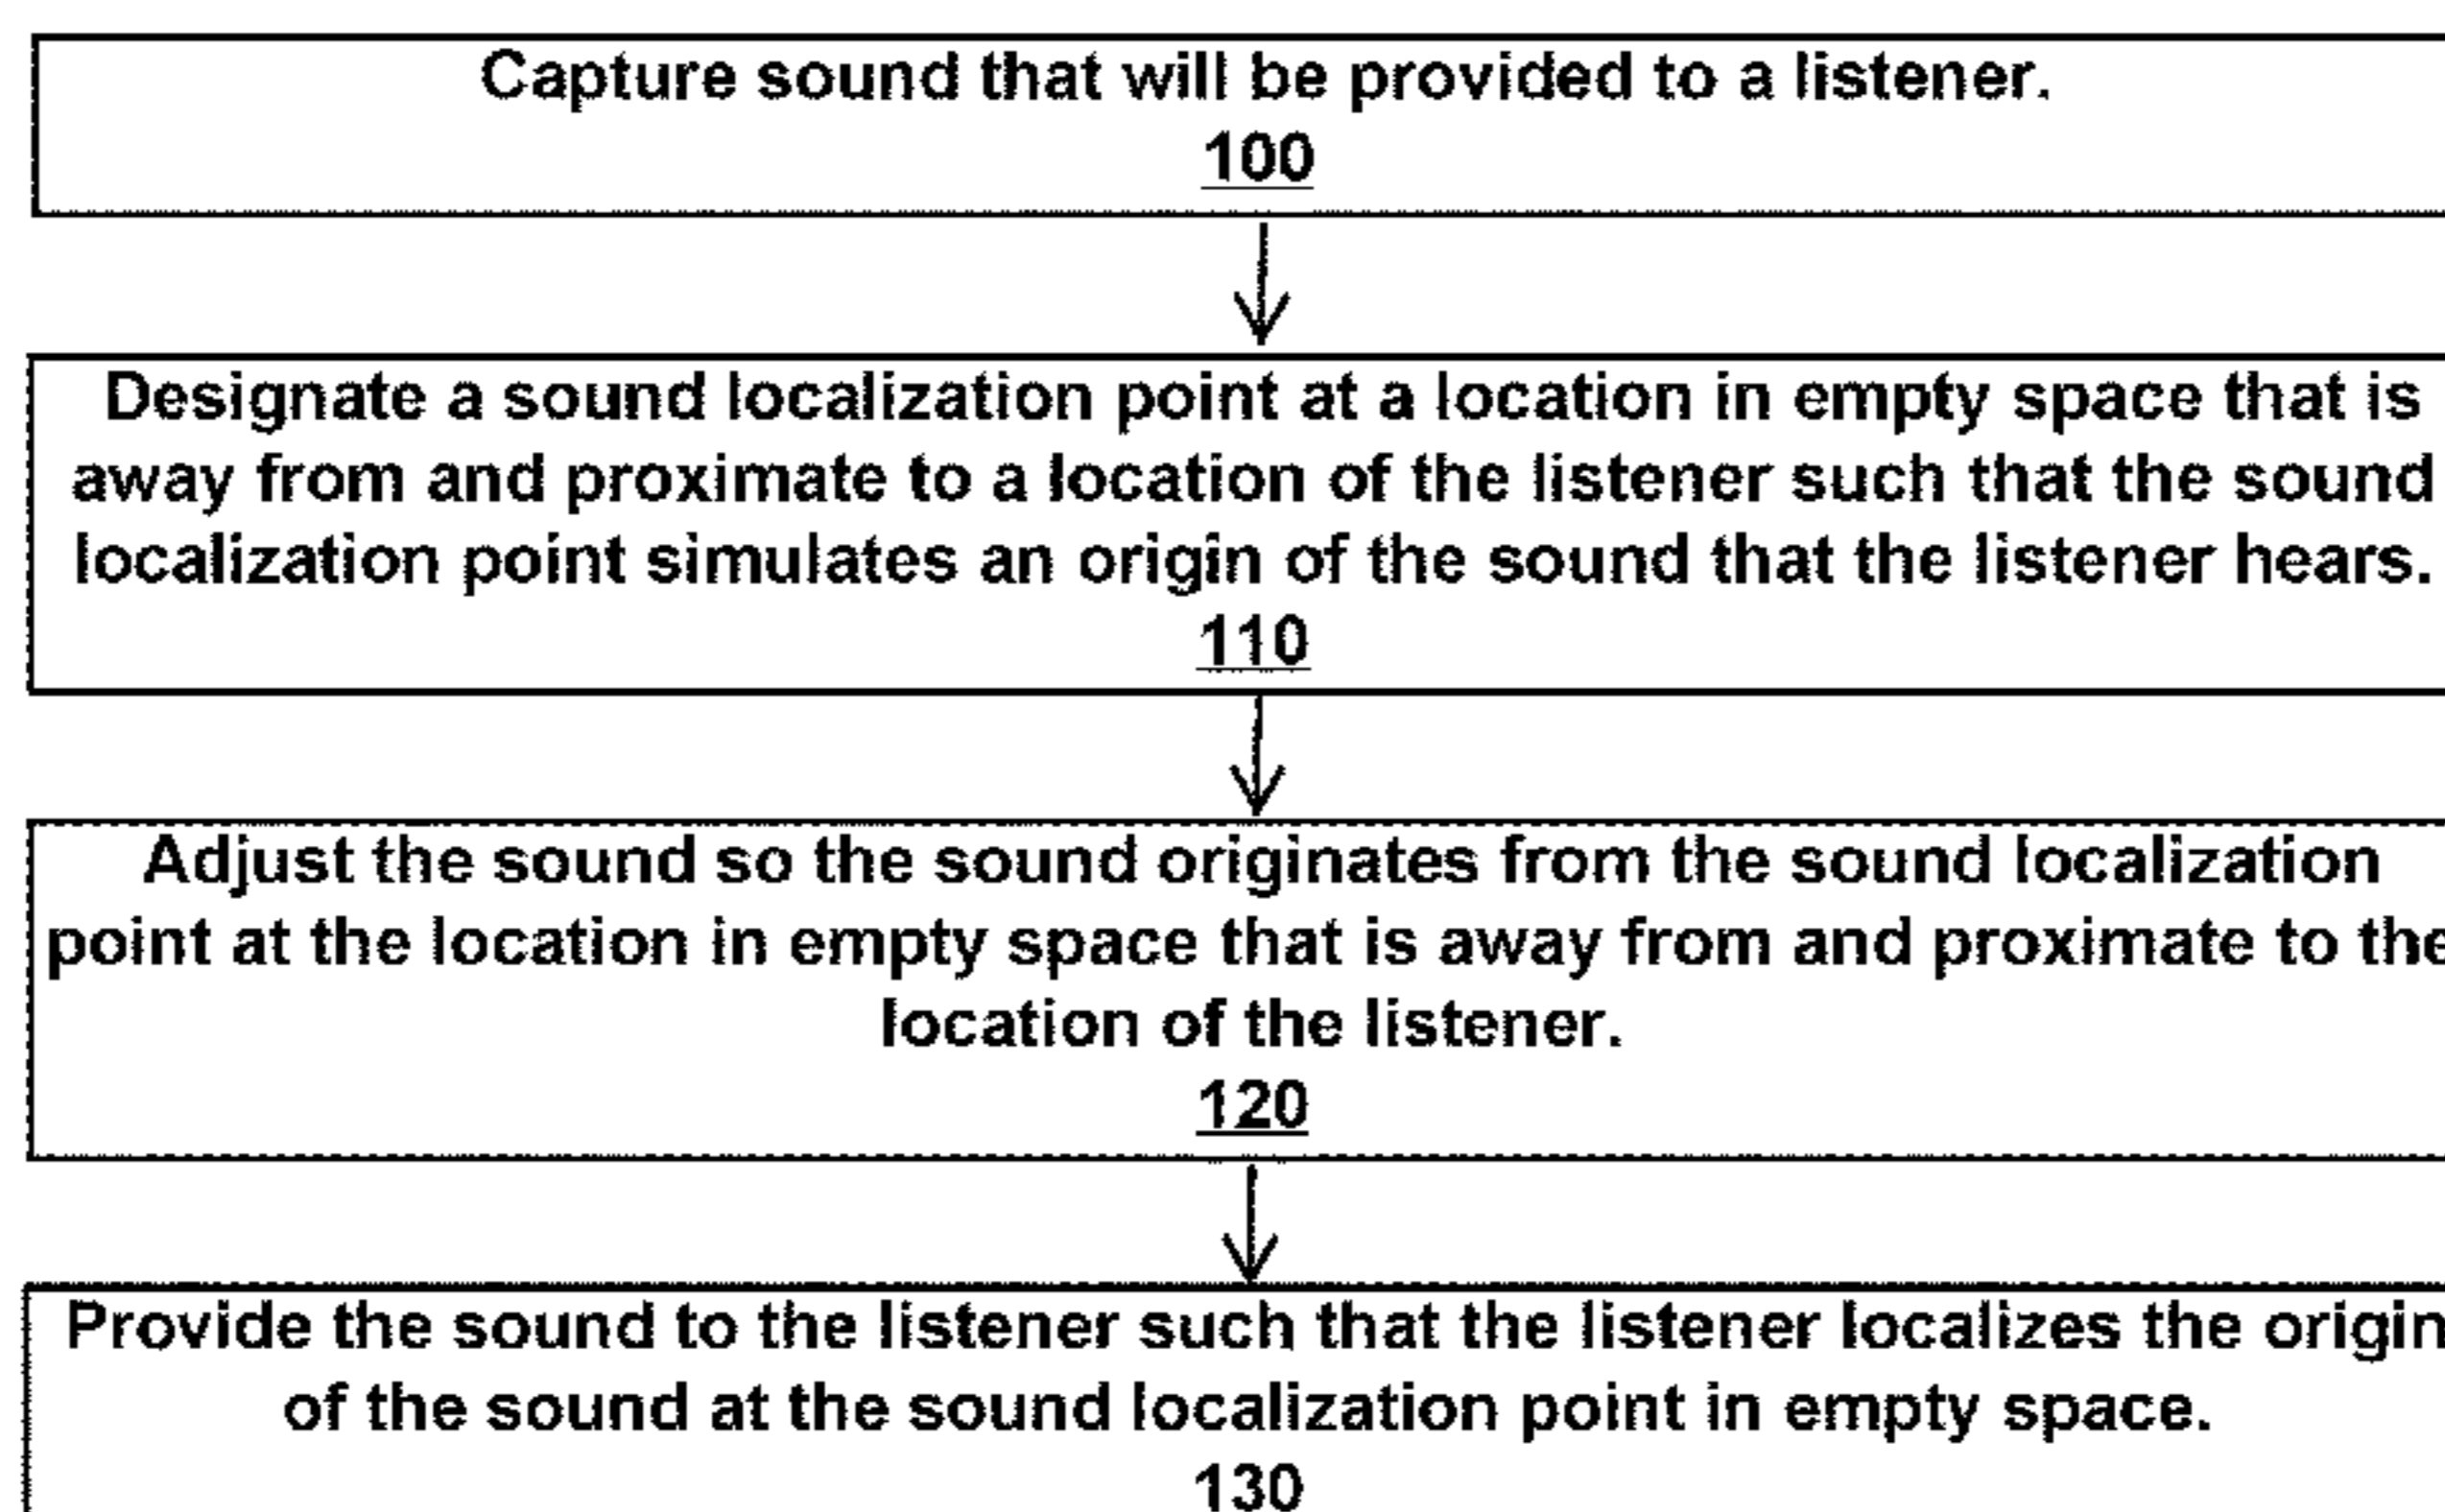 Capture sound that will be provided to a listener.
100
Designate a sound localization point at a location in empty space that is
away from and proximate to a location of the listener such that the sound
localization point simulates an origin of the sound that the listener hears.
110
Adjust the sound so the sound originates from the sound localization
point at the location in empty space that is away from and proximate to the
location of the listener.
120
Provide the sound to the listener such that the listener localizes the origin
of the sound at the sound localization point in empty space.
130